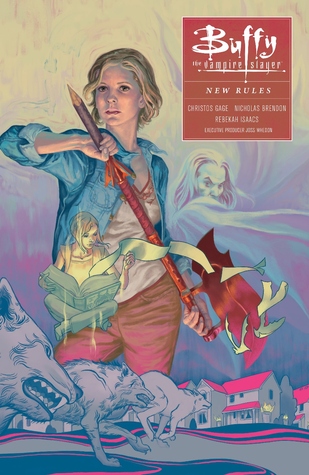 Buffy
the vampire slayer
NEW RULES
CHRISTOS GAGE NICHOLAS BRENDON
REBEKAH ISAACS
EXECUTIVE PRODUCER JOSS WHEDON